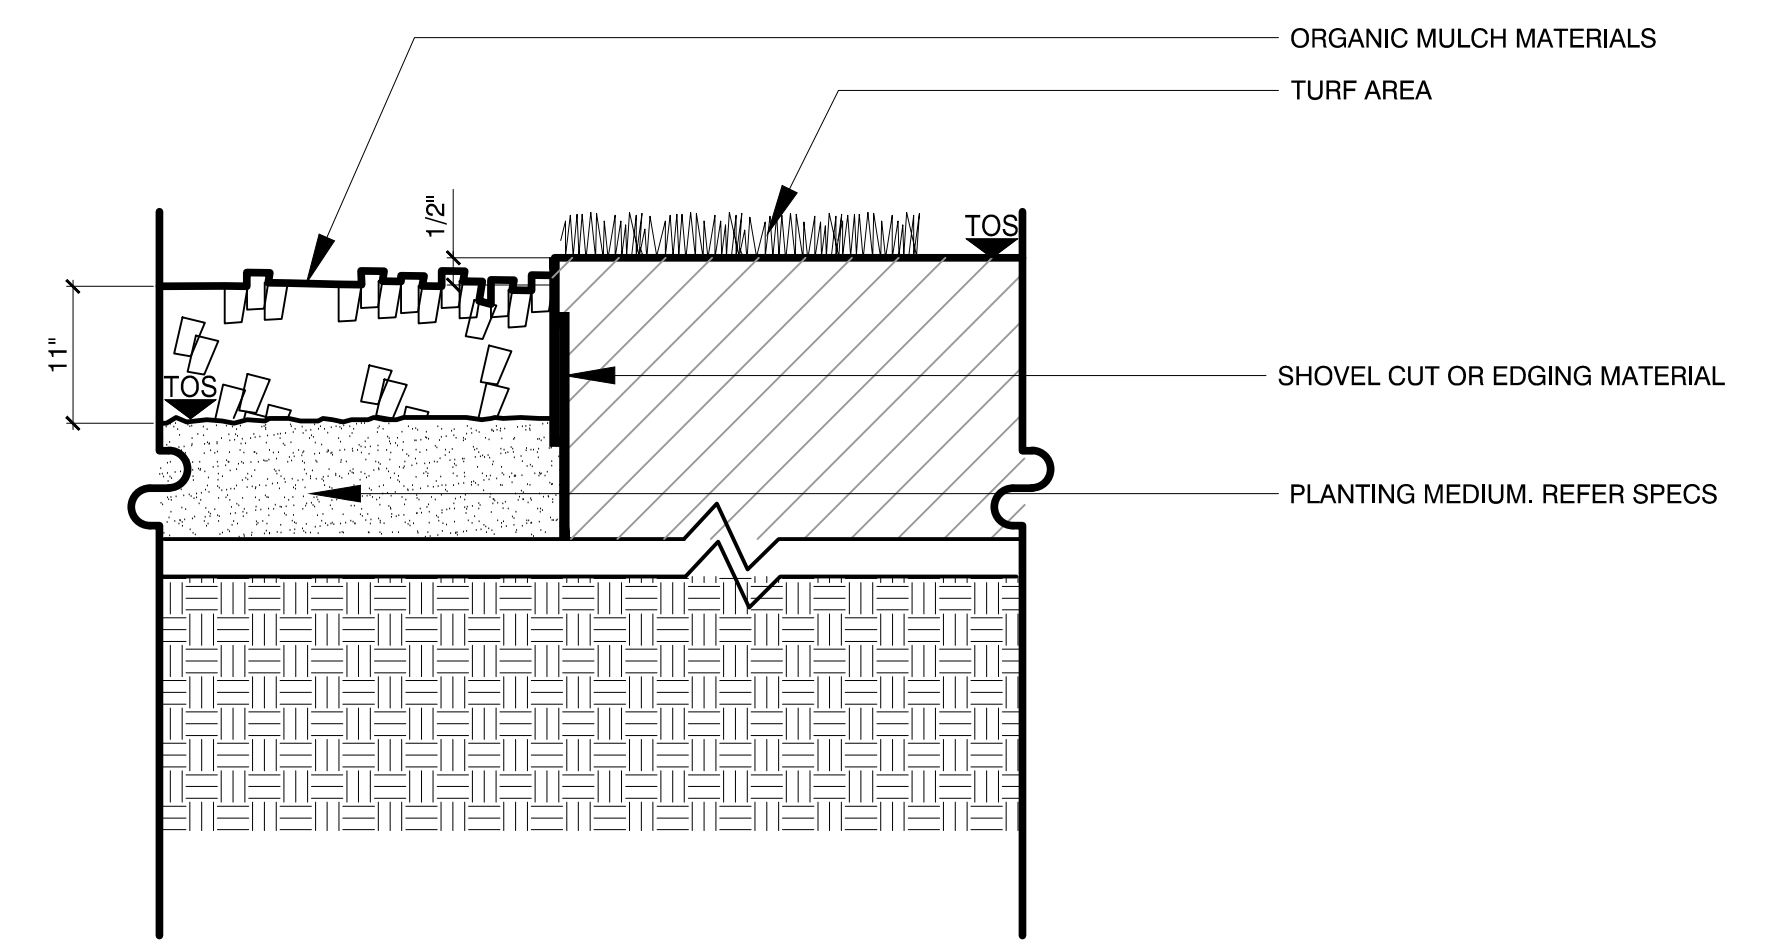 ORGANIC MULCH MATERIALS
TURF AREA
1/2"
TOS
11"
TOS
SHOVEL CUT OR EDGING MATERIAL
PLANTING MEDIUM. REFER SPECS